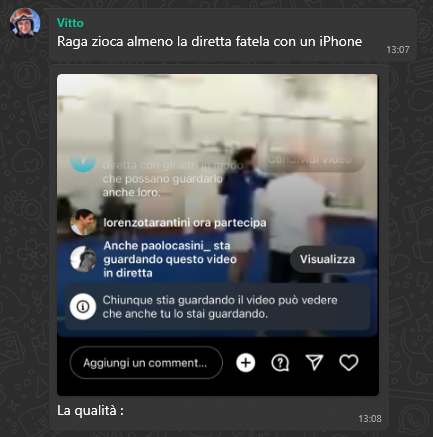 Vitto
Raga zioca almeno la diretta fatela con un iPhone
13:07
diretta con gli altri in modo
che possano guardarlo
anche loro.
Condividi video
lorenzotarantini ora partecipa
Anche paolocasini_ sta
guardando questo video
in diretta
Visualizza
Chiunque stia guardando il video può vedere
che anche tu lo stai guardando.
Aggiungi un comment...
La qualità :
13:08